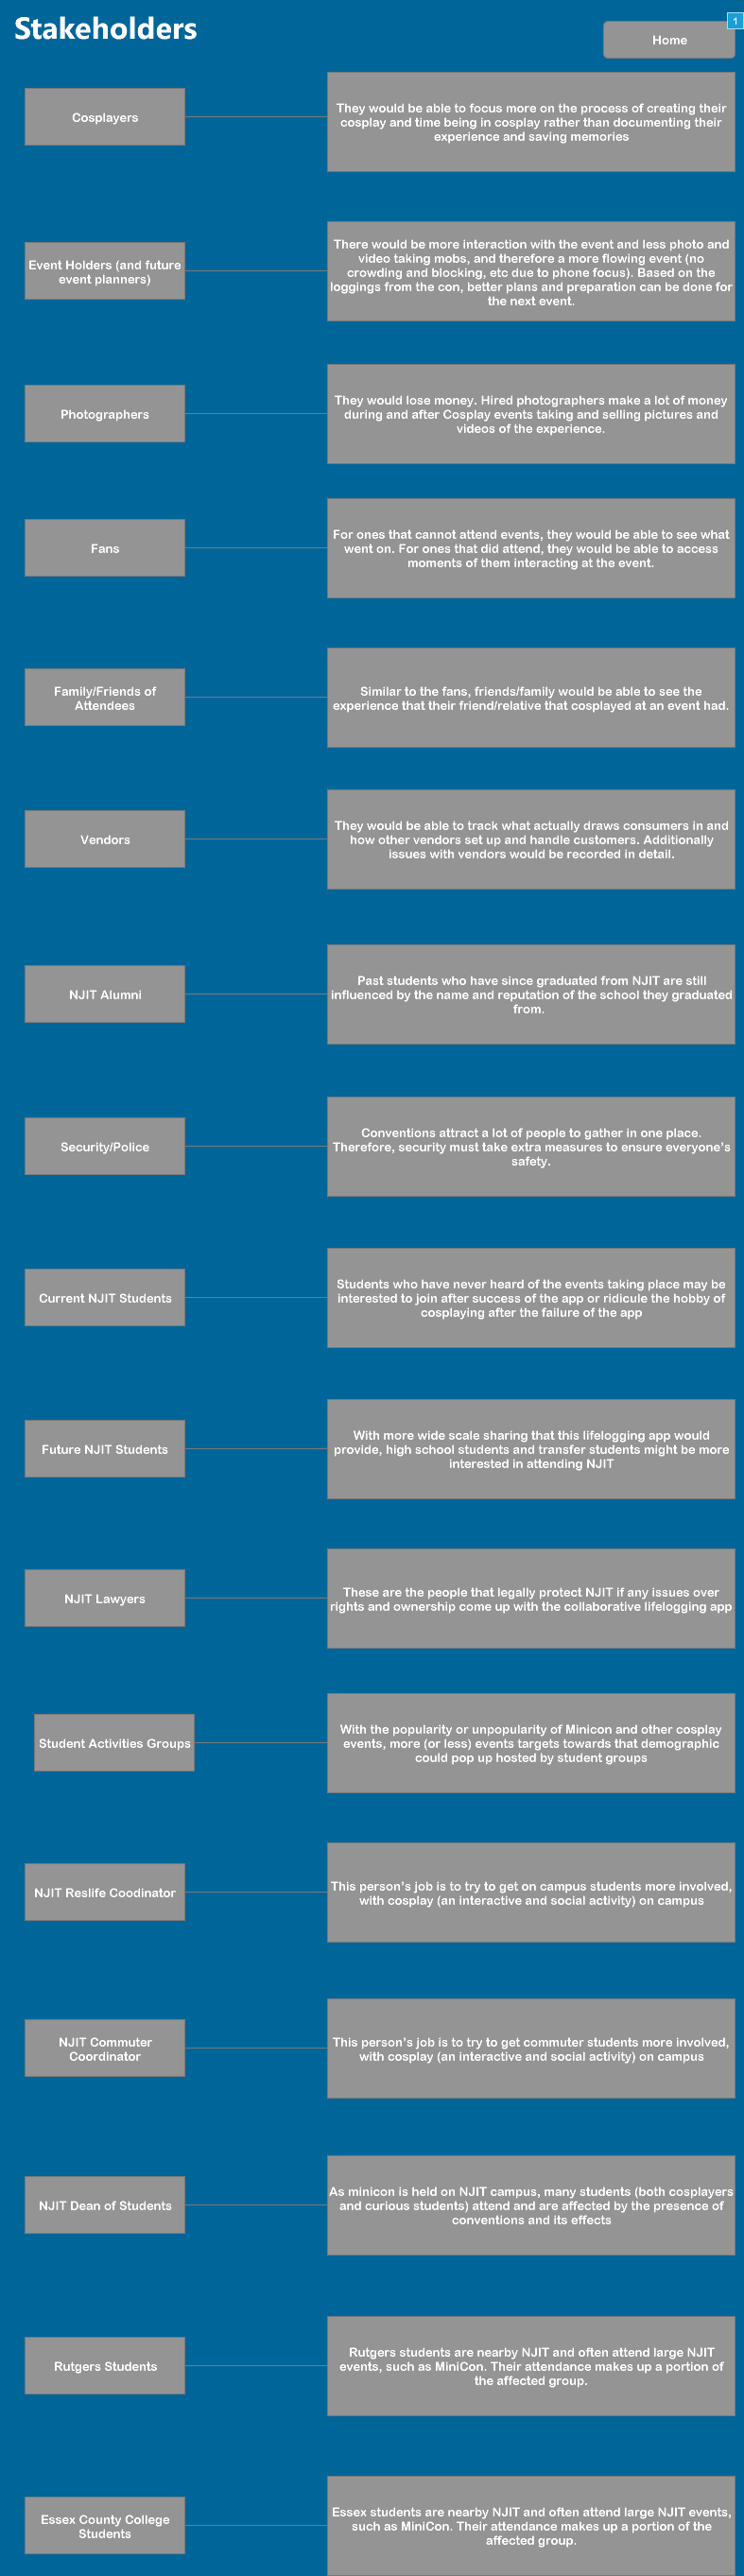 Stakeholders
1
Home
Cosplayers
They would be able to focus more on the process of creating their
cosplay and time being in cosplay rather than documenting their
experience and saving memories
Event Holders (and future
event planners)
There would be more interaction with the event and less photo and
video taking mobs, and therefore a more flowing event (no
crowding and blocking, etc due to phone focus). Based on the
loggings from the con, better plans and preparation can be done for
the next event.
Photographers
They would lose money. Hired photographers make a lot of money
during and after Cosplay events taking and selling pictures and
videos of the experience.
Fans
For ones that cannot attend events, they would be able to see what
went on. For ones that did attend, they would be able to access
moments of them interacting at the event.
Family/Friends of
Attendees
Similar to the fans, friends/family would be able to see the
experience that their friend/relative that cosplayed at an event had.
Vendors
They would be able to track what actually draws consumers in and
how other vendors set up and handle customers. Additionally
issues with vendors would be recorded in detail.
NJIT Alumni
Past students who have since graduated from NJIT are still
influenced by the name and reputation of the school they graduated
from.
Security/Police
Conventions attract a lot of people to gather in one place.
Therefore, security must take extra measures to ensure everyone's
safety.
Current NJIT Students
Students who have never heard of the events taking place may be
interested to join after success of the app or ridicule the hobby of
cosplaying after the failure of the app
Future NJIT Students
With more wide scale sharing that this lifelogging app would
provide, high school students and transfer students might be more
interested in attending NJIT
NJIT Lawyers
These are the people that legally protect NJIT if any issues over
rights and ownership come up with the collaborative lifelogging app
Student Activities Groups
With the popularity or unpopularity of Minicon and other cosplay
events, more (or less) events targets towards that demographic
could pop up hosted by student groups
NJIT Reslife Coodinator
This person's job is to try to get on campus students more involved,
with cosplay (an interactive and social activity) on campus
NJIT Commuter
Coordinator
This person's job is to try to get commuter students more involved,
with cosplay (an interactive and social activity) on campus
NJIT Dean of Students
As minicon is held on NJIT campus, many students (both cosplayers
and curious students) attend and are affected by the presence of
conventions and its effects
Rutgers Students
Rutgers students are nearby NJIT and often attend large NJIT
events, such as MiniCon. Their attendance makes up a portion of
the affected group.
Essex County College
Students
Essex students are nearby NJIT and often attend large NJIT events,
such as MiniCon. Their attendance makes up a portion of the
affected group.